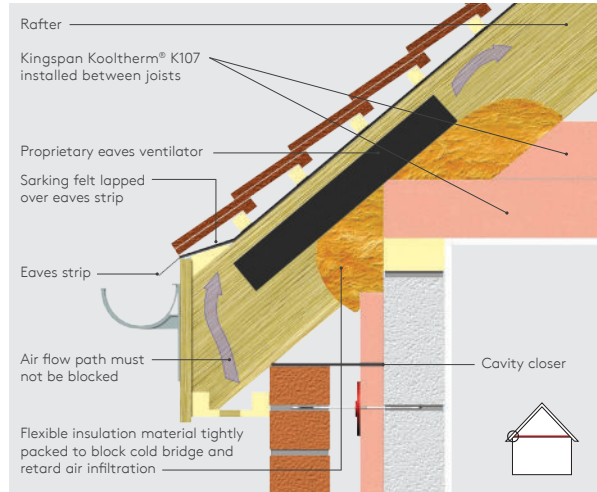 Rafter
Kingspan Kooltherm® K107
installed between joists
Proprietary eaves ventilator
Sarking felt lapped
over eaves strip
Eaves strip
Air flow path must
not be blocked
Cavity closer
Flexible insulation material tightly
packed to block cold bridge and
retard air infiltration